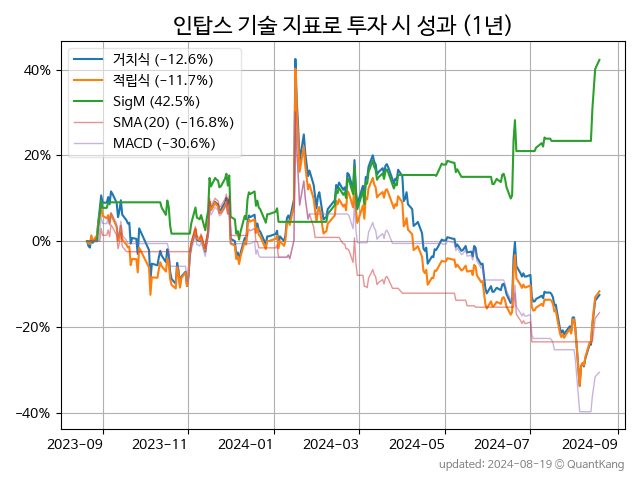 인탑스 기술 지표로 투자 시 성과 (1년)
거치식 (−12.6%)
적립식 (−11.7%)
SigM (42.5%)
SMA(20) (−16.8%)
MACD (−30.6%)
40%
20%
0%
−20%
−40%
2023-09 2023-11 2024-01 2024-03 2024-05 2024-07 2024-09
updated: 2024-08-19 © QuantKang